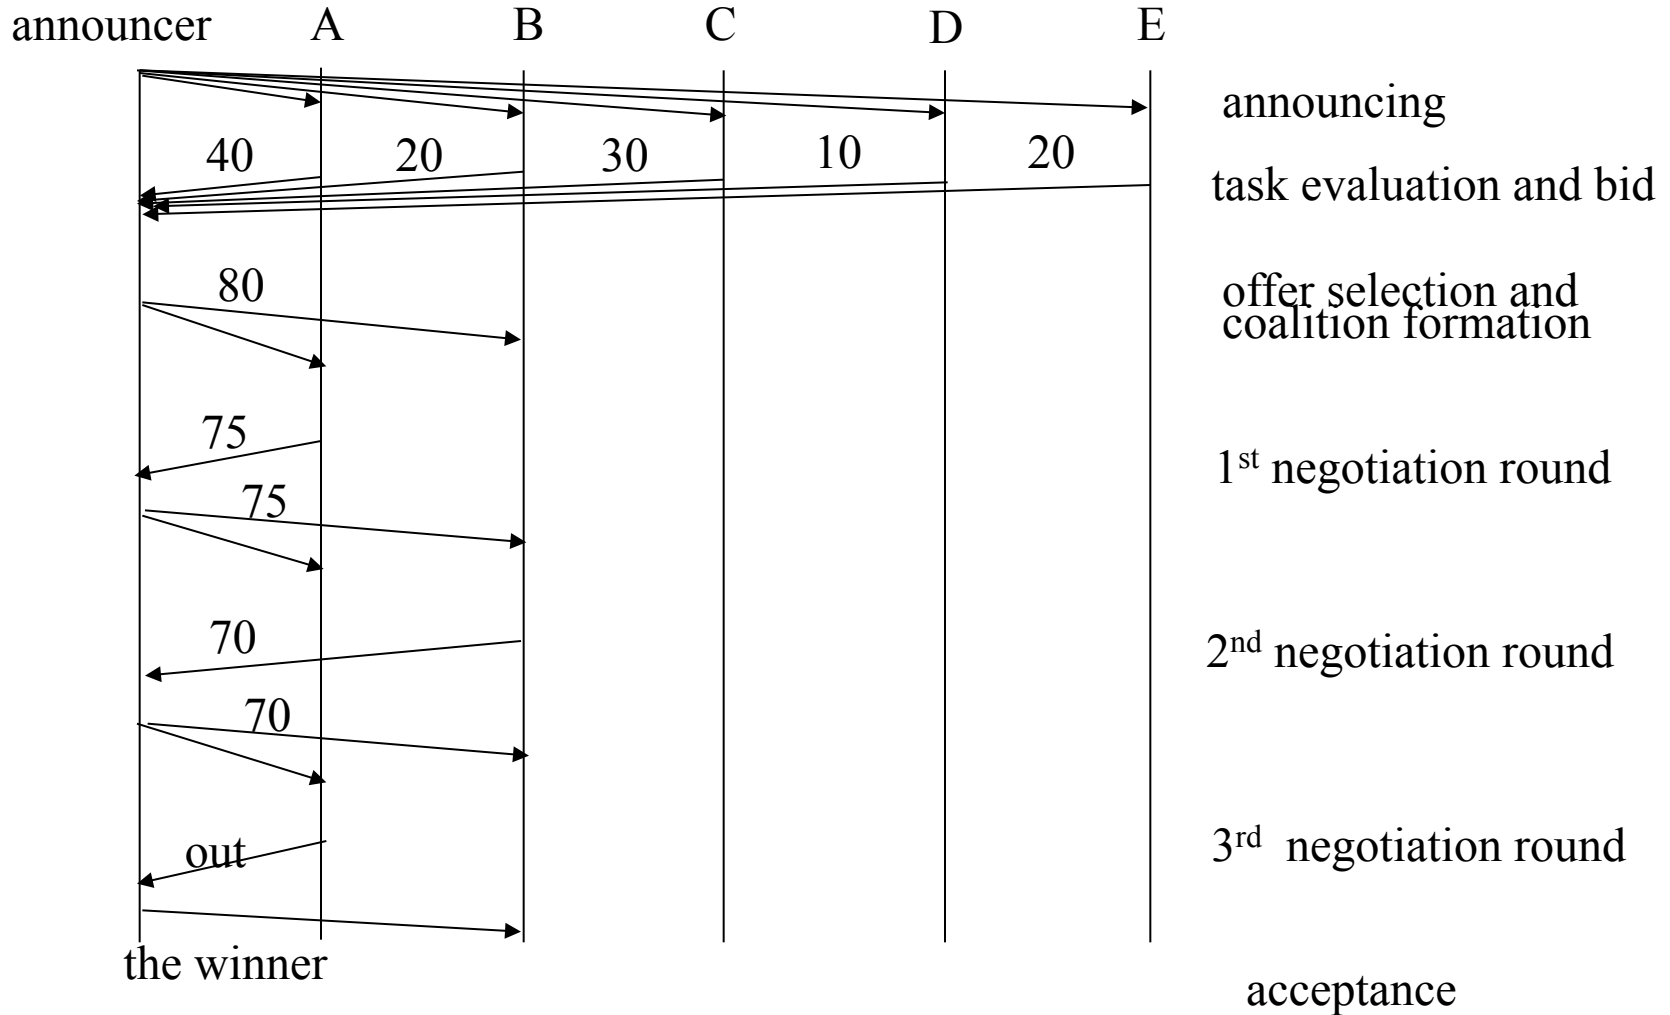 announcer A B C D E
announcing
40 20 30 10 20
task evaluation and bid
80
offer selection and
coalition formation
75
1st negotiation round
75
70
2nd negotiation round
70
out
3rd negotiation round
the winner
acceptance